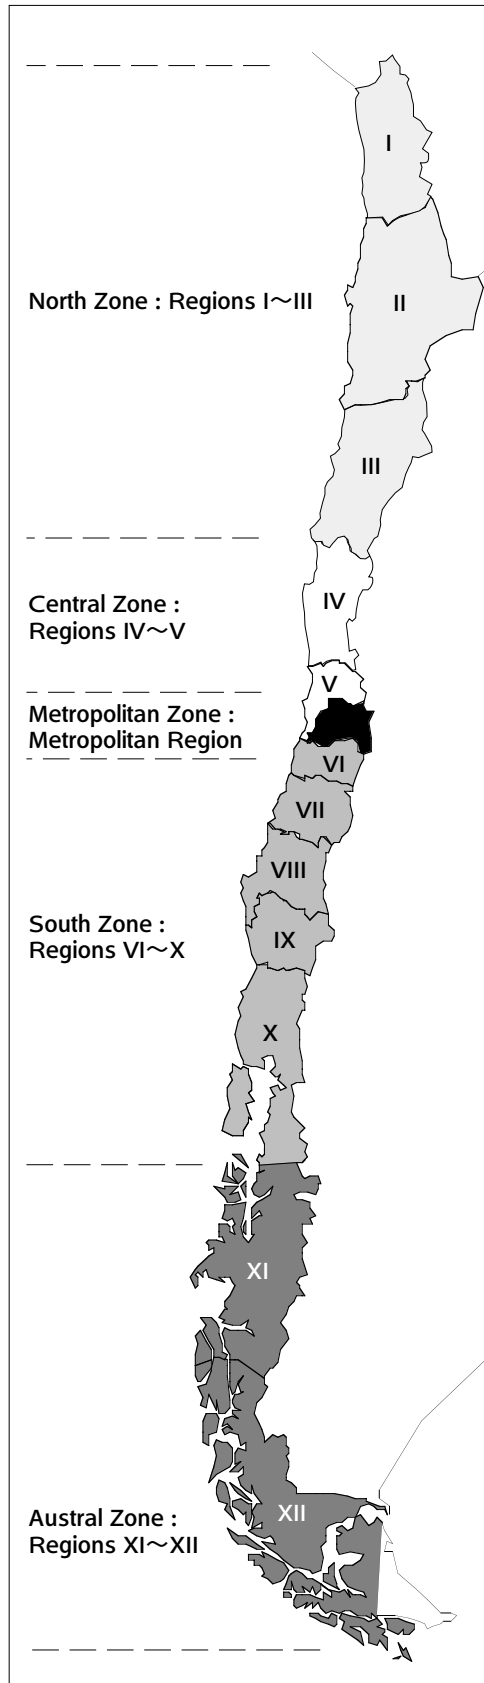 I
North Zone : Regions I～III
II
III
Central Zone :
Regions IV～V
IV
V
Metropolitan Zone :
Metropolitan Region
VI
VII
VIII
South Zone :
Regions VI～X
IX
X
XI
Austral Zone :
Regions XI～XII
XII